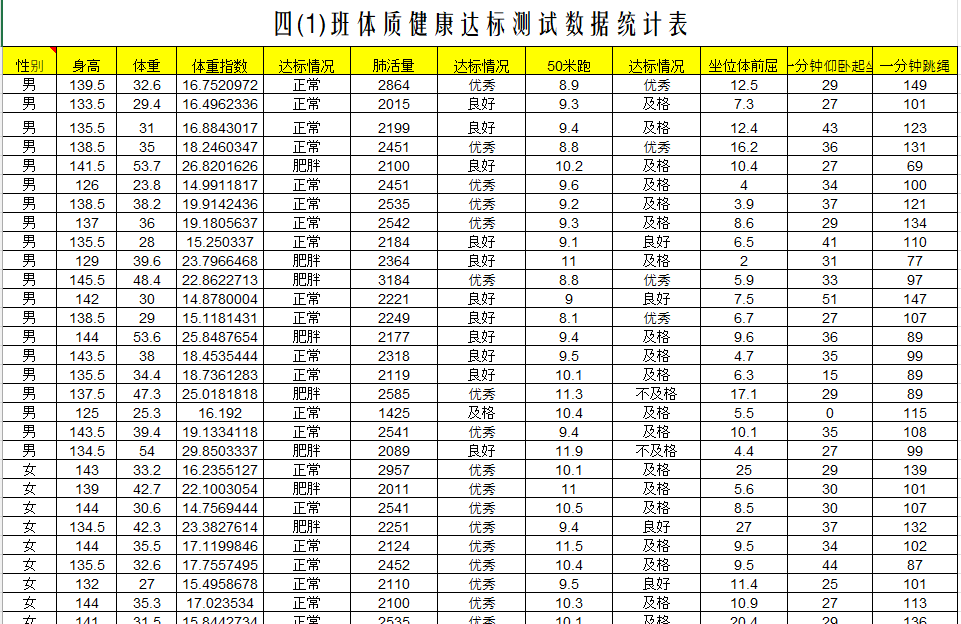 四(1)班体质健康达标测试数据统计表
性别 身高 体重 体重指数 达标情况 肺活量 达标情况 50米跑 达标情况 坐位体前屈 一分钟仰卧起坐 一分钟跳绳
男 139.5 32.6 16.7520972 正常 2864 优秀 8.9 优秀 12.5 29 149
男 133.5 29.4 16.4962336 正常 2015 良好 9.3 及格 7.3 27 101
男 135.5 31 16.8843017 正常 2199 良好 9.4 及格 12.4 43 123
男 138.5 35 18.2460347 正常 2451 优秀 8.8 优秀 16.2 36 131
男 141.5 53.7 26.8201626 肥胖 2100 良好 10.2 及格 10.4 27 69
男 126 23.8 14.9911817 正常 2451 优秀 9.6 及格 4 34 100
男 138.5 38.2 19.9142436 正常 2535 优秀 9.2 及格 3.9 37 121
男 137 36 19.1805637 正常 2542 优秀 9.3 及格 8.6 29 134
男 135.5 28 15.250337 正常 2184 良好 9.1 良好 6.5 41 110
男 129 39.6 23.7966468 肥胖 2364 良好 11 及格 2 31 77
男 145.5 48.4 22.8622713 肥胖 3184 优秀 8.8 优秀 5.9 33 97
男 142 30 14.8780004 正常 2221 良好 9 良好 7.5 51 147
男 138.5 29 15.1181431 正常 2249 良好 8.1 优秀 6.7 27 107
男 144 53.6 25.8487654 肥胖 2177 良好 9.4 及格 9.6 36 89
男 143.5 38 18.4535444 正常 2318 良好 9.5 及格 4.7 35 99
男 135.5 34.4 18.7361283 正常 2119 良好 10.1 及格 6.3 15 89
男 137.5 47.3 25.0181818 肥胖 2585 优秀 11.3 不及格 17.1 29 89
男 125 25.3 16.192 正常 1425 及格 10.4 及格 5.5 0 115
男 143.5 39.4 19.1334118 正常 2541 优秀 9.4 及格 10.1 35 108
男 134.5 54 29.8503337 肥胖 2089 良好 11.9 不及格 4.4 27 99
女 143 33.2 16.2355127 正常 2957 优秀 10.1 及格 25 29 139
女 139 42.7 22.1003054 肥胖 2011 优秀 11 及格 5.6 30 101
女 144 30.6 14.7569444 正常 2541 优秀 10.5 及格 8.5 30 107
女 134.5 42.3 23.3827614 肥胖 2251 优秀 9.4 良好 27 37 132
女 144 35.5 17.1199846 正常 2124 优秀 11.5 及格 9.5 34 102
女 135.5 32.6 17.7557495 正常 2452 优秀 10.4 及格 9.5 44 87
女 132 27 15.4958678 正常 2110 优秀 9.5 良好 11.4 25 101
女 144 35.3 17.023534 正常 2100 优秀 10.3 及格 10.9 27 113
女 141 31.5 15.8442734 正常 2535 优秀 10.1 及格 20.4 29 136